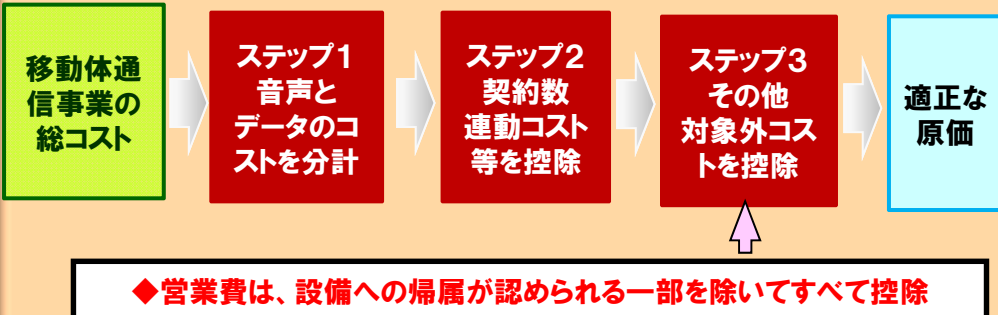 移動体通
信事業の
総コスト
ステップ1
音声と
データのコ
ストを分計
ステップ2
契約数
連動コスト
等を控除
ステップ3
その他
対象外コス
トを控除
適正な
原価
◆営業費は、設備への帰属が認められる一部を除いてすべて控除